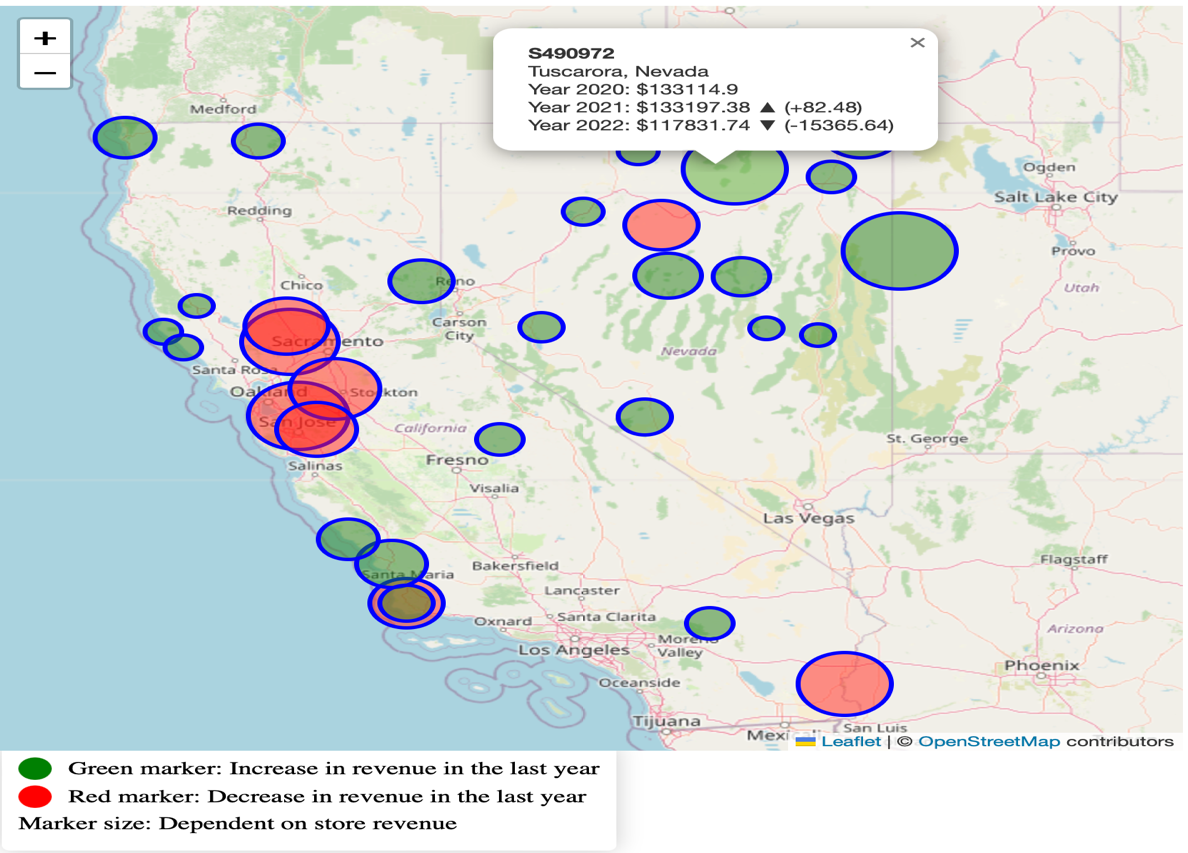 +
−
S490972
×
Tuscarora, Nevada
Year 2020: $133114.9
Year 2021: $133197.38 ▲ (+82.48)
Year 2022: $117831.74 ▼ (-15365.64)
Medford
Ogden
Salt Lake City
Redding
Provo
Chico
Reno
Utah
Carson
City
Sacramento
Nevada
Santa Rosa
Oakland
Stockton
San Jose
California
St. George
Fresno
Salinas
Visalia
Las Vegas
Flagstaff
Bakersfield
Santa Maria
Lancaster
Santa Clarita
Oxnard
Arizona
Moreno
Valley
Los Angeles
Phoenix
Oceanside
Tijuana
San Luis
Leaflet | © OpenStreetMap contributors
Green marker: Increase in revenue in the last year
Red marker: Decrease in revenue in the last year
Marker size: Dependent on store revenue